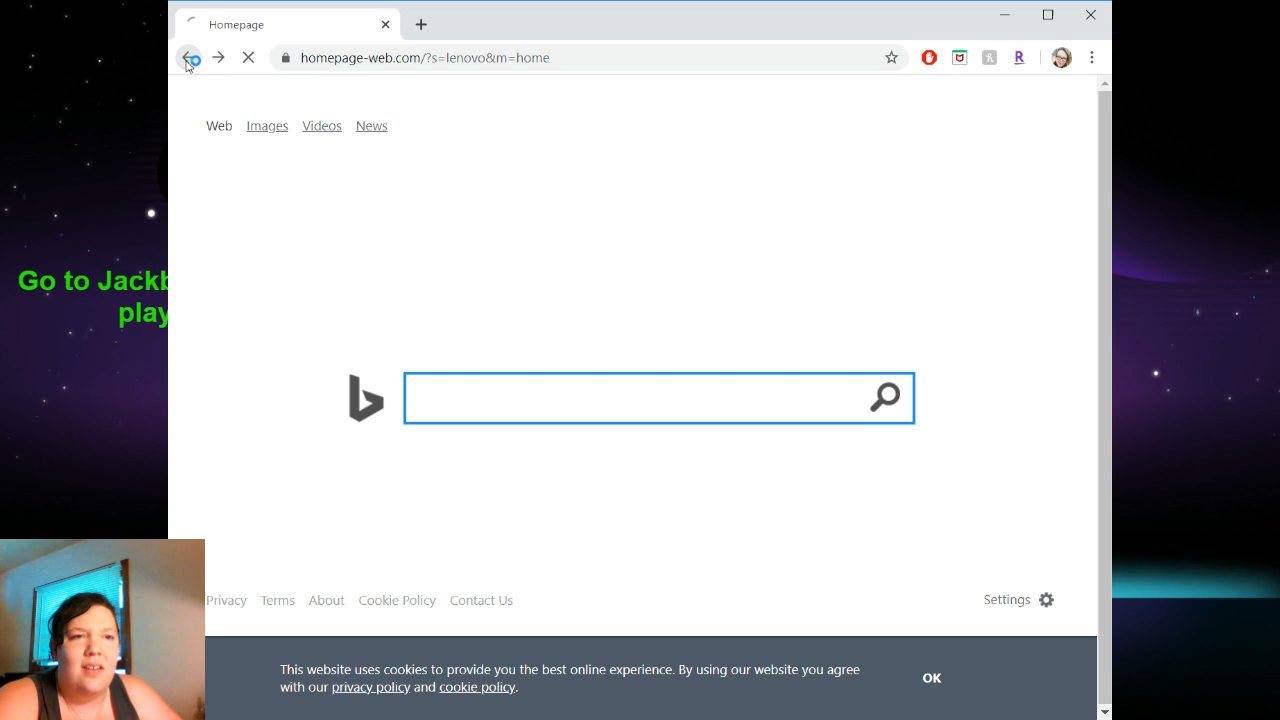 Homepage
homepage-web.com/?s=lenovo&m=home
Web Images Videos News
Go to Jackb
play
Privacy Terms About Cookie Policy Contact Us
Settings
This website uses cookies to provide you the best online experience. By using our website you agree
with our privacy policy and cookie policy.
OK